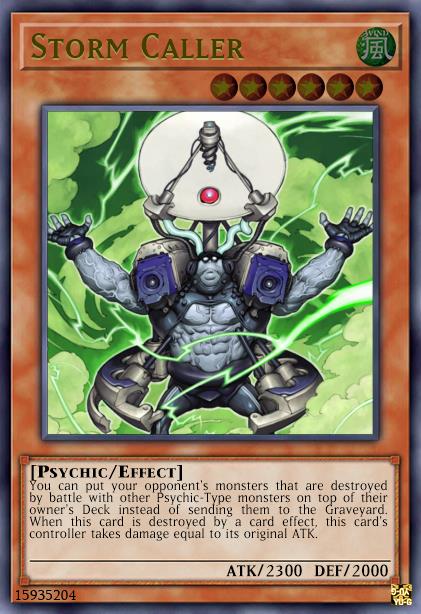 STORM CALLER
WIND
風
[PSYCHIC/EFFECT]
You can put your opponent's monsters that are destroyed
by battle with other Psychic-Type monsters on top of their
owner's Deck instead of sending them to the Graveyard.
When this card is destroyed by a card effect, this card's
controller takes damage equal to its original ATK.
ATK/2300 DEF/2000
15935204